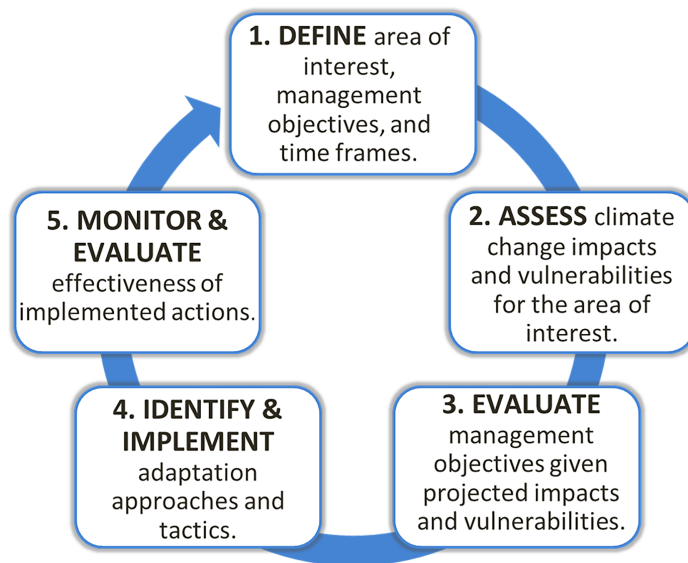 1. DEFINE area of
interest,
management
objectives, and
time frames.
2. ASSESS climate
change impacts
and vulnerabilities
for the area of
interest.
3. EVALUATE
management
objectives given
projected impacts
and vulnerabilities.
4. IDENTIFY &
IMPLEMENT
adaptation
approaches and
tactics.
5. MONITOR &
EVALUATE
effectiveness of
implemented actions.